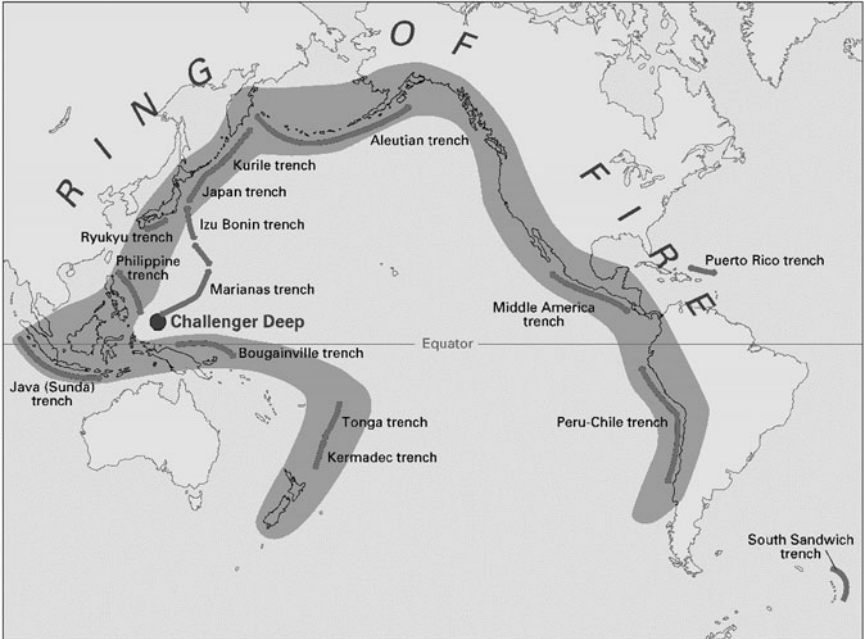 RING OF FIRE
Aleutian trench
Kurile trench
Japan trench
Izu Bonin trench
Ryukyu trench
Philippine
trench
Marianas trench
Challenger Deep
Puerto Rico trench
Middle America
trench
Equator
Bougainville trench
Java (Sunda)
trench
Tonga trench
Peru-Chile trench
Kermadec trench
South Sandwich
trench